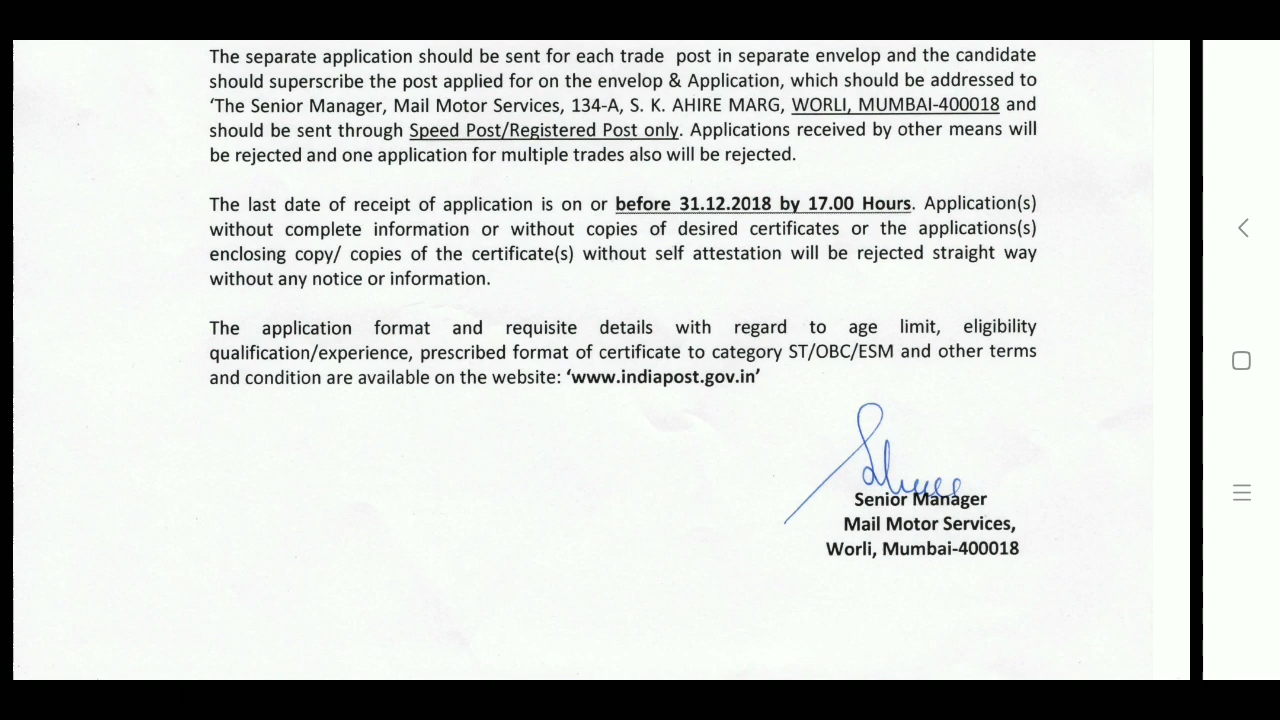 The separate application should be sent for each trade post in separate envelop and the candidate
should superscribe the post applied for on the envelop & Application, which should be addressed to
‘The Senior Manager, Mail Motor Services, 134-A, S. K. AHIRE MARG, WORLI, MUMBAI-400018 and
should be sent through Speed Post/Registered Post only. Applications received by other means will
be rejected and one application for multiple trades also will be rejected.
The last date of receipt of application is on or before 31.12.2018 by 17.00 Hours. Application(s)
without complete information or without copies of desired certificates or the applications(s)
enclosing copy/ copies of the certificate(s) without self attestation will be rejected straight way
without any notice or information.
The application format and requisite details with regard to age limit, eligibility
qualification/experience, prescribed format of certificate to category ST/OBC/ESM and other terms
and condition are available on the website: ‘www.indiapost.gov.in’
Senior Manager
Mail Motor Services,
Worli, Mumbai-400018